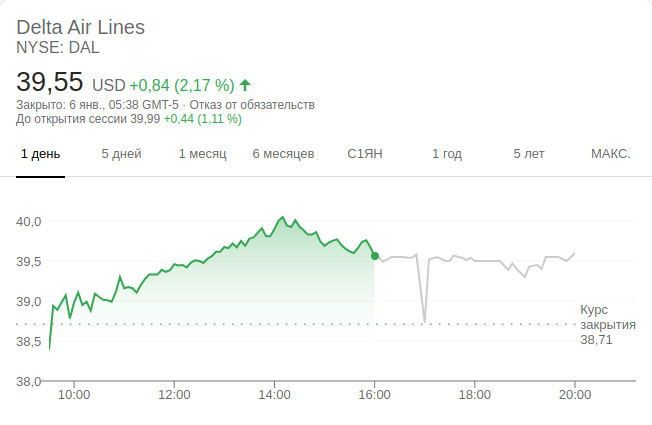 Delta Air Lines
NYSE: DAL
39,55 USD +0,84 (2,17 %)
Закрыто: 6 янв., 05:38 GMT-5 · Отказ от обязательств
До открытия сессии 39,99 +0,44 (1,11 %)
1 день 5 дней 1 месяц 6 месяцев С1ЯН 1 год 5 лет МАКС.
40,0
39,5
39,0
Курс
закрытия
38,71
38,5
38,0
10:00 12:00 14:00 16:00 18:00 20:00